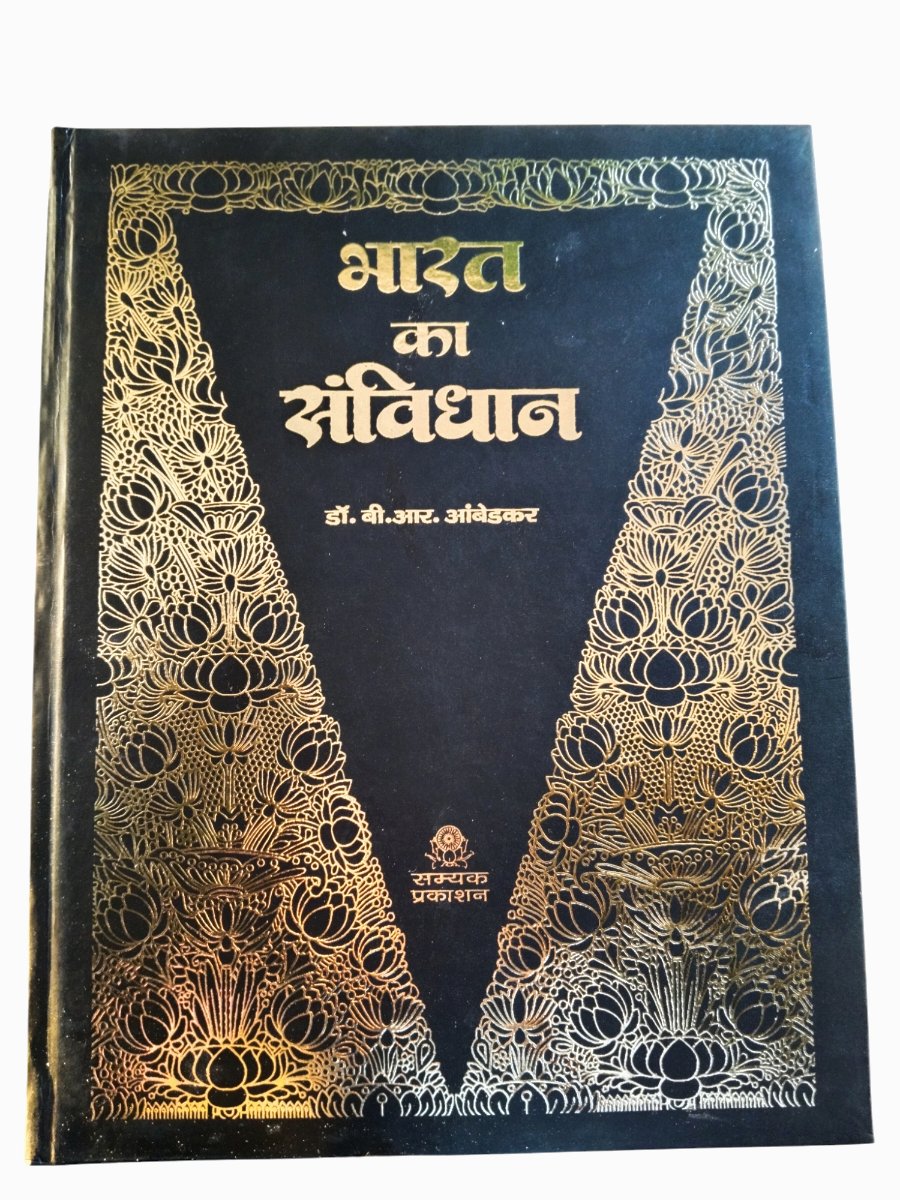 भारत
का
संविधान
डॉ. बी.आर. आंबेडकर
सम्यक
प्रकाशन